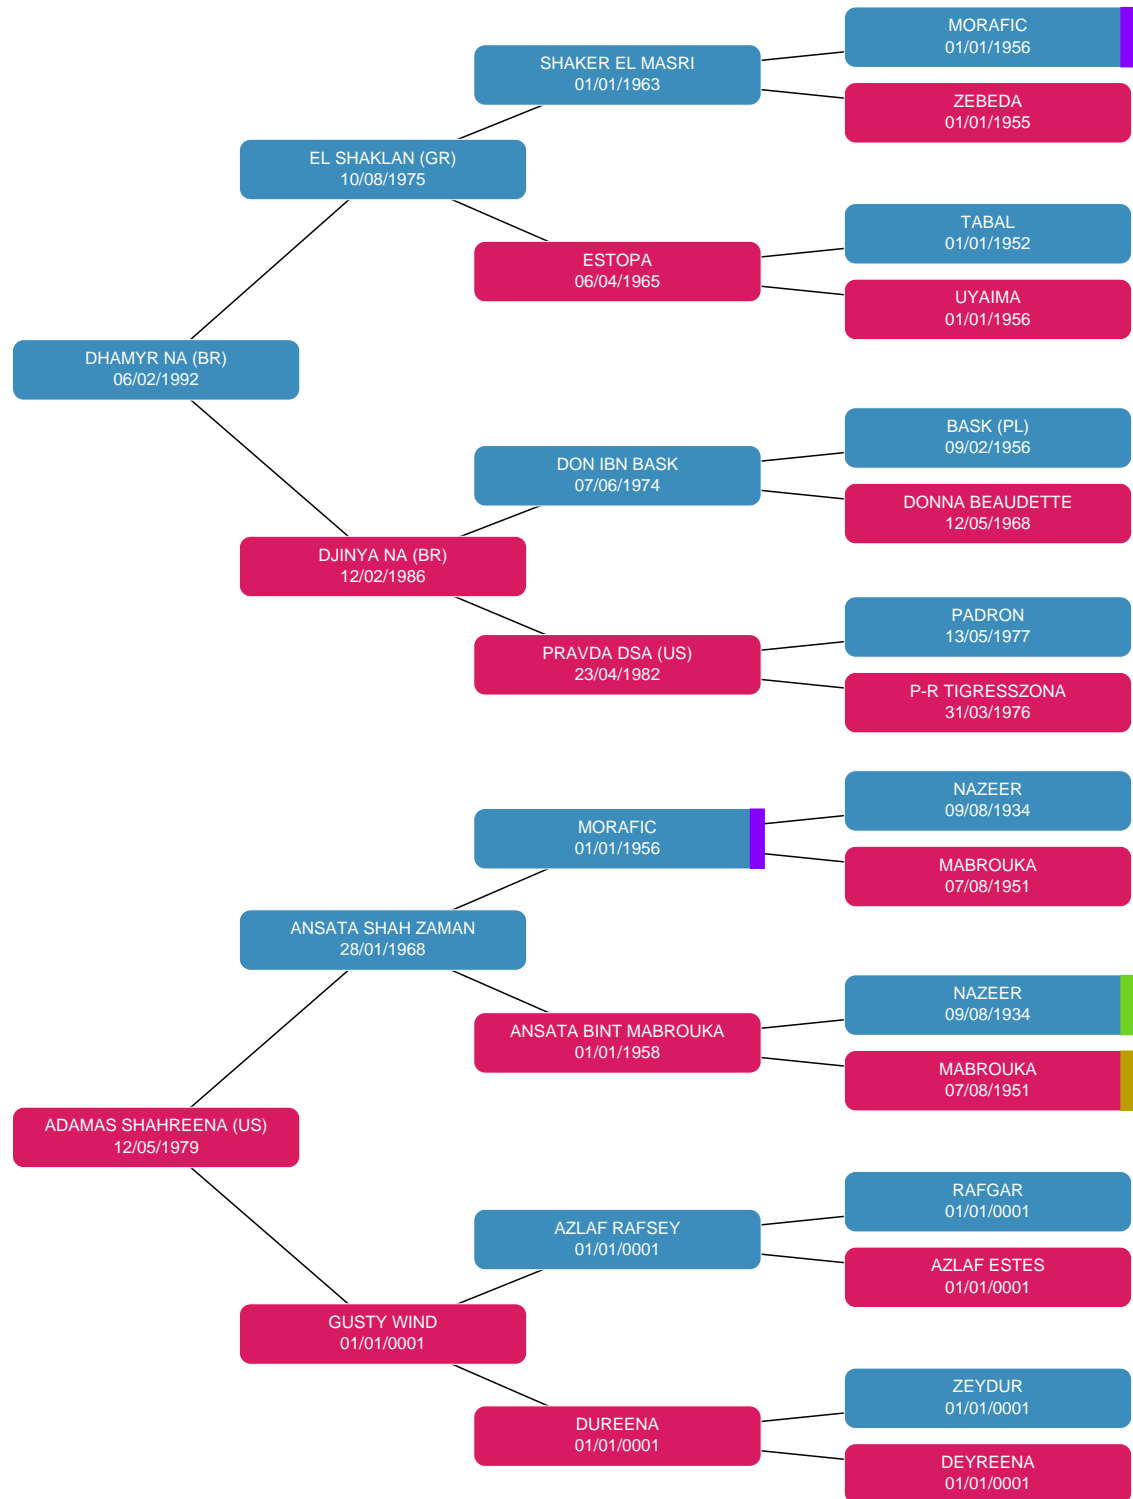 MORAFIC
01/01/1956
SHAKER EL MASRI
01/01/1963
ZEBEDA
01/01/1955
EL SHAKLAN (GR)
10/08/1975
TABAL
01/01/1952
ESTOPA
06/04/1965
UYAIMA
01/01/1956
DHAMYR NA (BR)
06/02/1992
BASK (PL)
09/02/1956
DON IBN BASK
07/06/1974
DONNA BEAUDETTE
12/05/1968
DJINYA NA (BR)
12/02/1986
PADRON
13/05/1977
PRAVDA DSA (US)
23/04/1982
P-R TIGRESSZONA
31/03/1976
NAZEER
09/08/1934
MORAFIC
01/01/1956
MABROUKA
07/08/1951
ANSATA SHAH ZAMAN
28/01/1968
NAZEER
09/08/1934
ANSATA BINT MABROUKA
01/01/1958
MABROUKA
07/08/1951
ADAMAS SHAHREENA (US)
12/05/1979
RAFGAR
01/01/0001
AZLAF RAFSEY
01/01/0001
AZLAF ESTES
01/01/0001
GUSTY WIND
01/01/0001
ZEYDUR
01/01/0001
DUREENA
01/01/0001
DEYREENA
01/01/0001